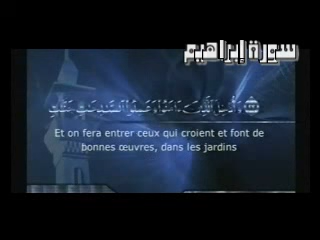 سورة إبراهيم
Et on fera entrer ceux qui croient et font de
bonnes œuvres, dans les jardins